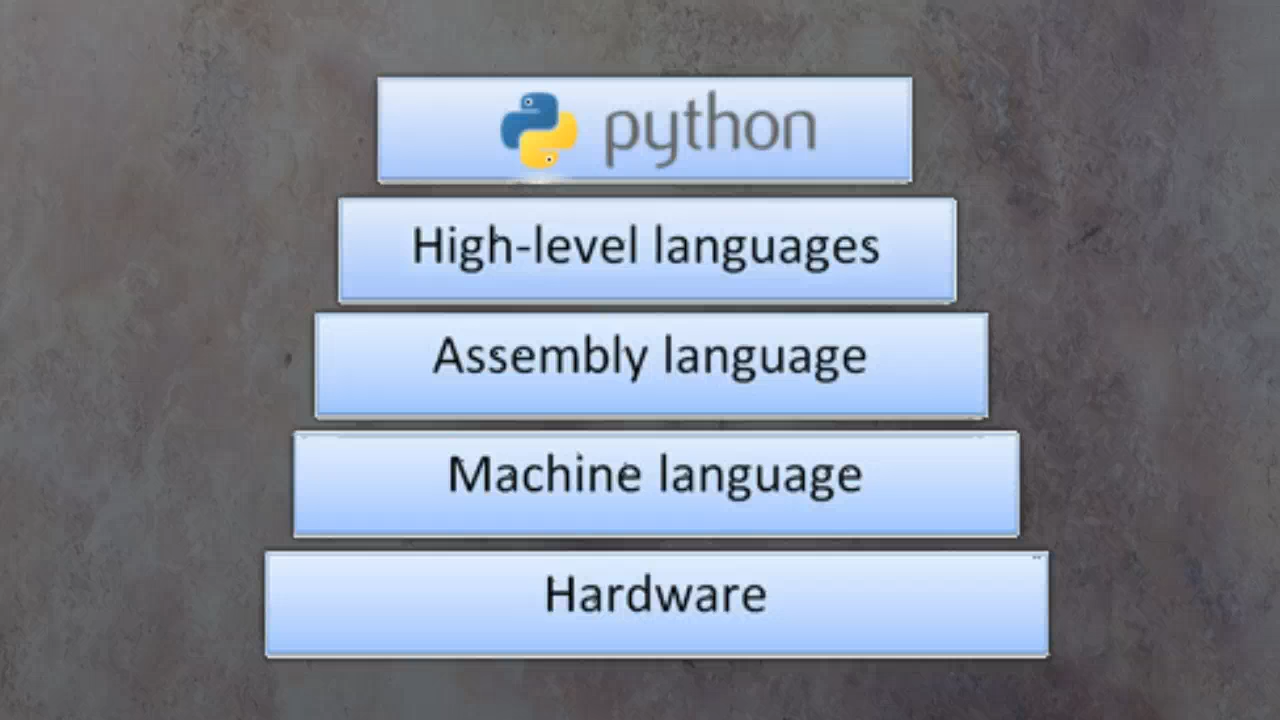 python
High-level languages
Assembly language
Machine language
Hardware